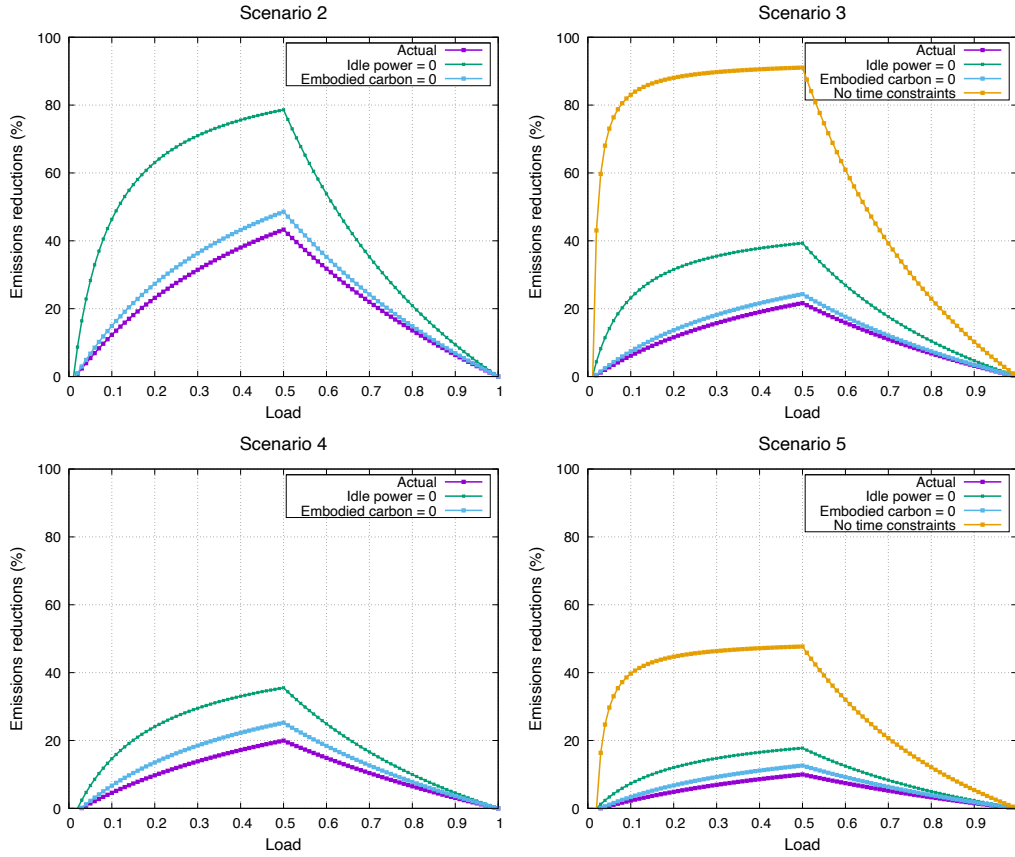 Scenario 2
100
80
60
40
20
0
Emissions reductions (%)
Actual
Idle power = 0
Embodied carbon = 0
0 0.1 0.2 0.3 0.4 0.5 0.6 0.7 0.8 0.9 1
Load
Scenario 3
100
80
60
40
20
0
Emissions reductions (%)
Actual
Idle power = 0
Embodied carbon = 0
No time constraints
0 0.1 0.2 0.3 0.4 0.5 0.6 0.7 0.8 0.9
Load
Scenario 4
100
80
60
40
20
0
Emissions reductions (%)
Actual
Idle power = 0
Embodied carbon = 0
0 0.1 0.2 0.3 0.4 0.5 0.6 0.7 0.8 0.9 1
Load
Scenario 5
100
80
60
40
20
0
Emissions reductions (%)
Actual
Idle power = 0
Embodied carbon = 0
No time constraints
0 0.1 0.2 0.3 0.4 0.5 0.6 0.7 0.8 0.9
Load